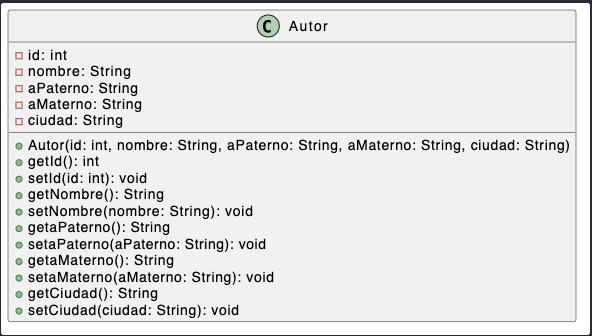 C Autor
id: int
nombre: String
aPaterno: String
aMaterno: String
ciudad: String
Autor(id: int, nombre: String, aPaterno: String, aMaterno: String, ciudad: String)
getId(): int
setId(id: int): void
getNombre(): String
setNombre(nombre: String): void
getaPaterno(): String
setaPaterno(aPaterno: String): void
getaMaterno(): String
setaMaterno(aMaterno: String): void
getCiudad(): String
setCiudad(ciudad: String): void